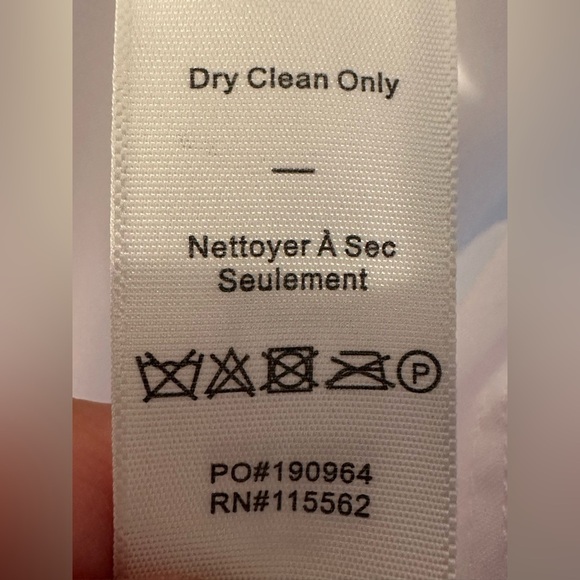 Dry Clean Only
—
Nettoyer À Sec
Seulement
P
PO#190964
RN#115562